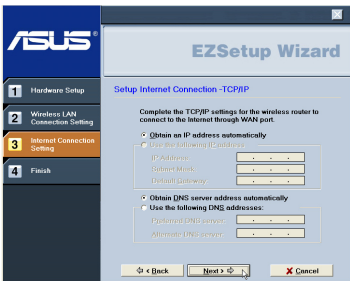 ASUS®
EZSetup Wizard
1 Hardware Setup
2 Wireless LAN
Connection Setting
3 Internet Connection
Setting
4 Finish
Setup Internet Connection -TCP/IP
Complete the TCP/IP settings for the wireless router to
connect to the Internet through WAN port.
Obtain an IP address automatically
Use the following IP address
IP Address
Subnet Mask
Default Gateway
Obtain DNS server address automatically
Use the following DNS addresses:
Preferred DNS server:
Alternate DNS server:
< Back
Next >
Cancel